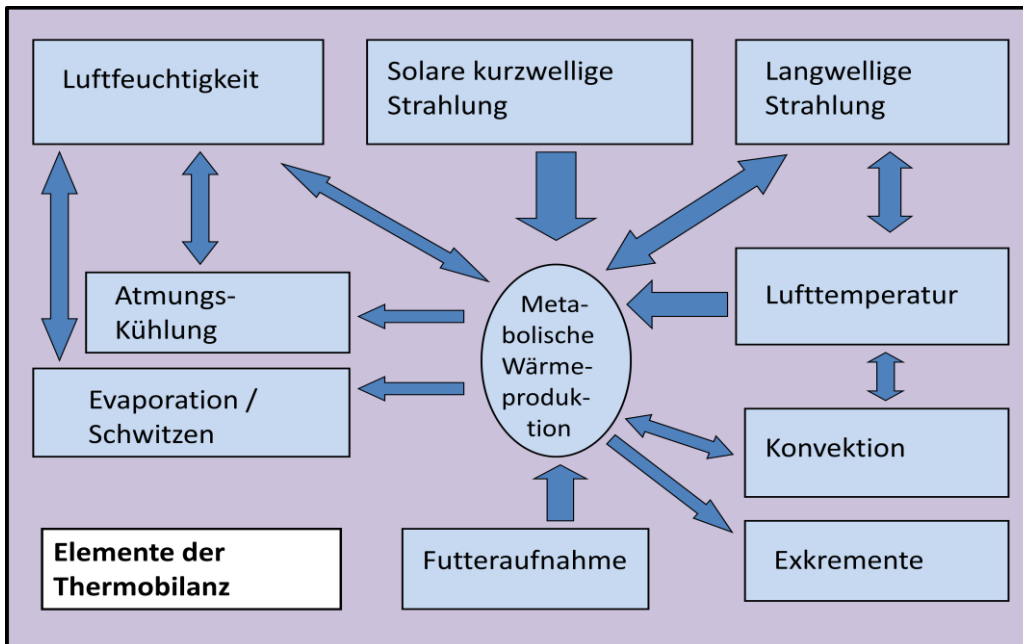 Luftfeuchtigkeit
Solare kurzwellige
Strahlung
Langwellige
Strahlung
Atmungs-
Kühlung
Evaporation /
Schwitzen
Meta-
bolische
Wärme-
produk-
tion
Lufttemperatur
Konvektion
Exkremente
Futteraufnahme
Elemente der
Thermobilanz